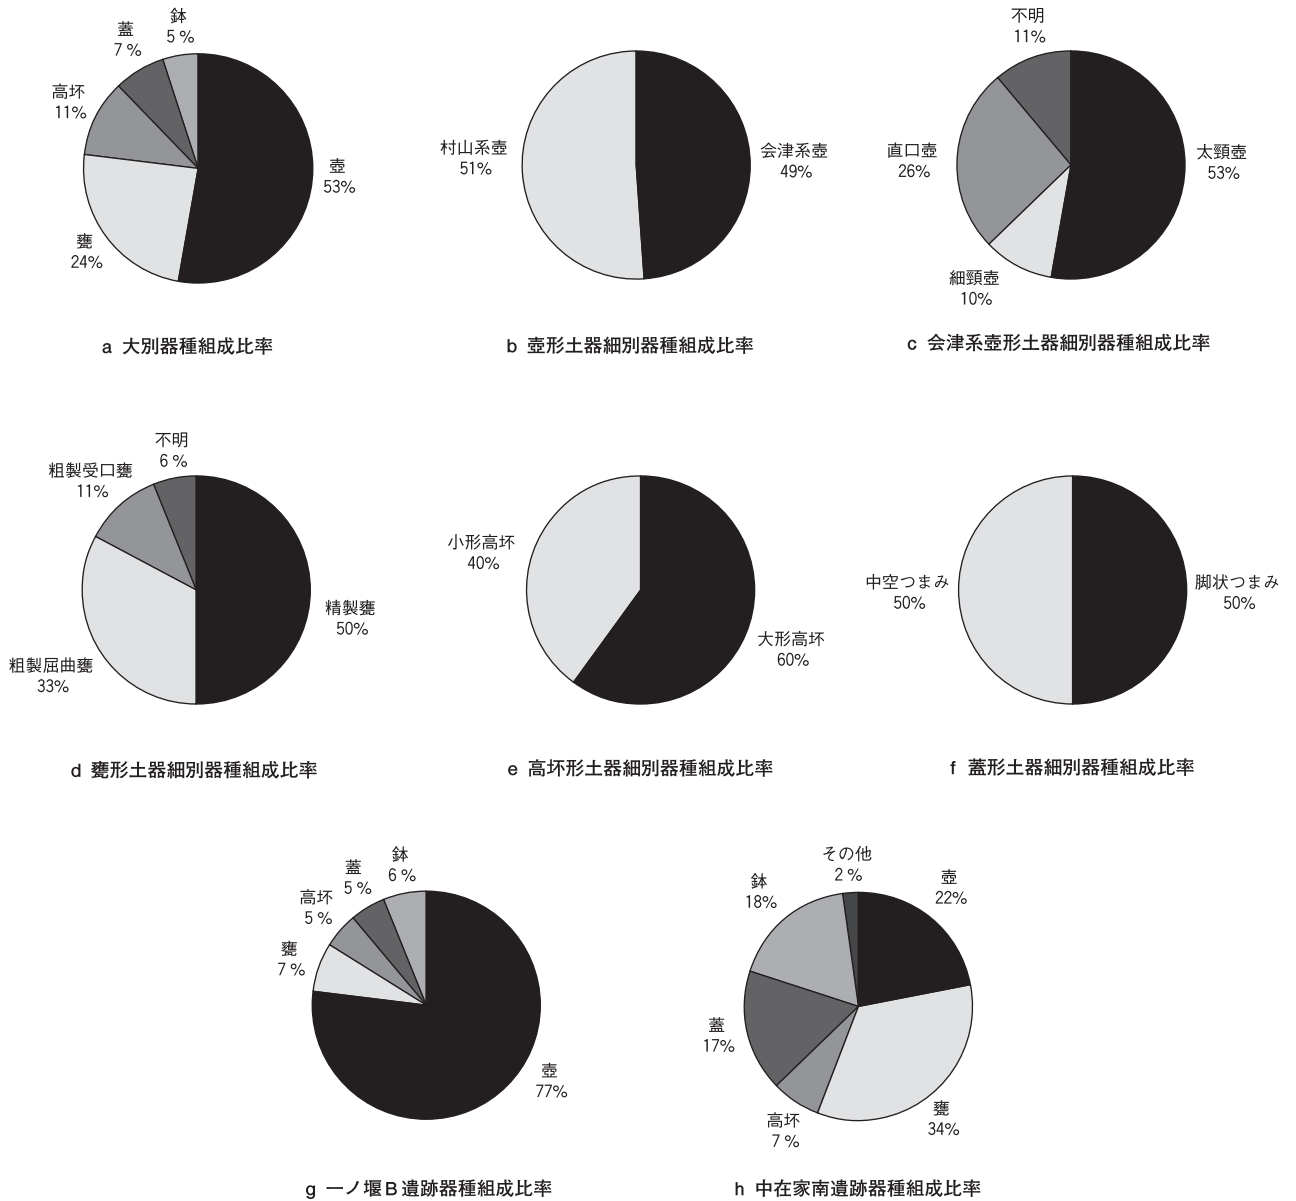 鉢
5 %
蓋
7 %
高坏
11%
甕
24%
壺
53%
a 大別器種組成比率
村山系壺
51%
会津系壺
49%
b 壺形土器細別器種組成比率
不明
11%
直口壺
26%
細頸壺
10%
太頸壺
53%
c 会津系壺形土器細別器種組成比率
不明
6 %
粗製受口甕
11%
粗製屈曲甕
33%
精製甕
50%
d 甕形土器細別器種組成比率
小形高坏
40%
大形高坏
60%
e 高坏形土器細別器種組成比率
中空つまみ
50%
脚状つまみ
50%
f 蓋形土器細別器種組成比率
鉢
6 %
蓋
5 %
高坏
5 %
甕
7 %
壺
77%
g 一ノ堰B遺跡器種組成比率
その他
2 %
鉢
18%
蓋
17%
高坏
7 %
壺
22%
甕
34%
h 中在家南遺跡器種組成比率